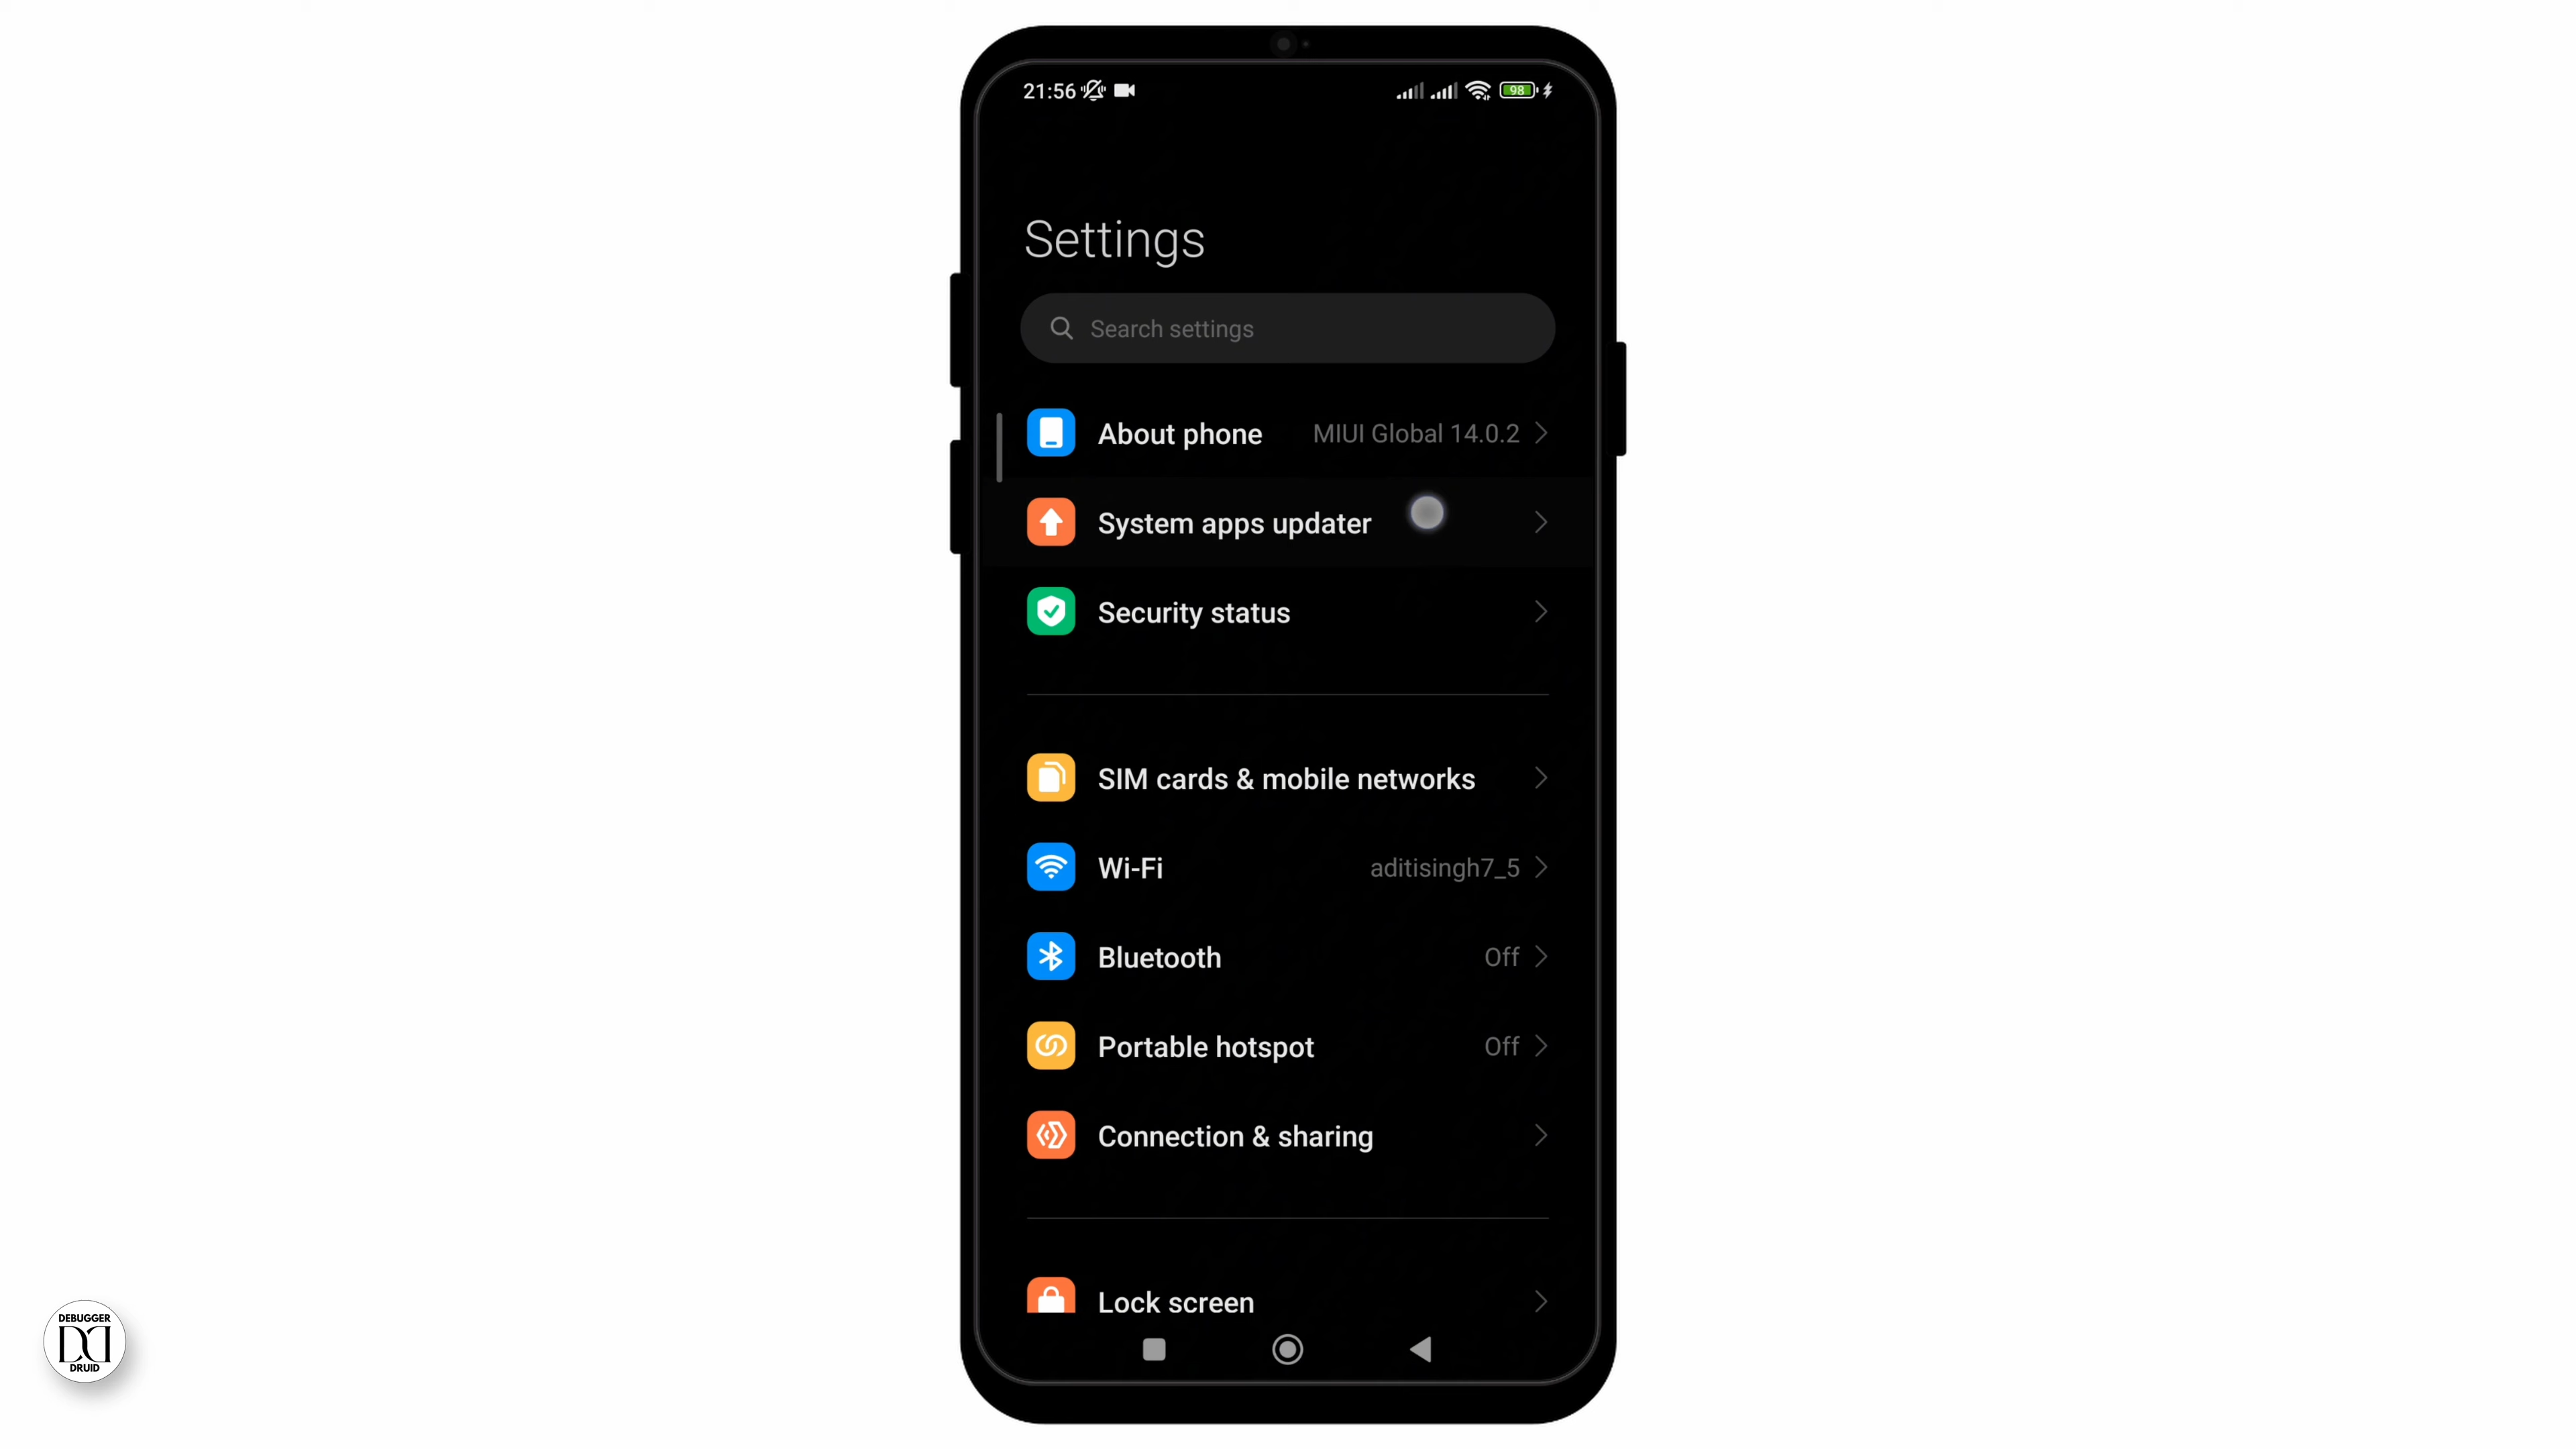 21:56
98
Settings
Search settings
About phone MIUI Global 14.0.2
System apps updater
Security status
SIM cards & mobile networks
Wi-Fi aditisingh7_5
Bluetooth Off
Portable hotspot Off
Connection & sharing
Lock screen
DEBUGGER
DD
DRUID